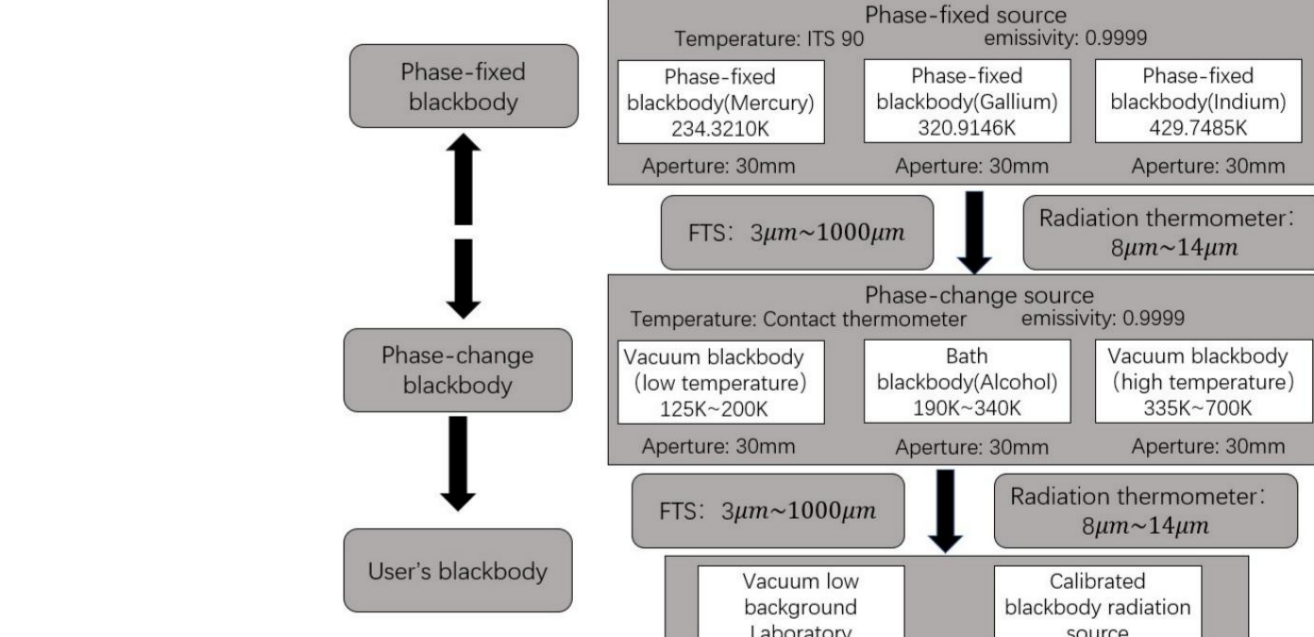 Phase-fixed
blackbody
Phase-change
blackbody
User's blackbody
Phase-fixed source
Temperature: ITS 90 emissivity: 0.9999
Phase-fixed
blackbody(Mercury)
234.3210K
Aperture: 30mm
Phase-fixed
blackbody(Gallium)
320.9146K
Aperture: 30mm
Phase-fixed
blackbody(Indium)
429.7485K
Aperture: 30mm
FTS: 3μm~1000μm
Radiation thermometer:
8μm~14μm
Phase-change source
Temperature: Contact thermometer emissivity: 0.9999
Vacuum blackbody
(low temperature)
125K~200K
Aperture: 30mm
Bath
blackbody(Alcohol)
190K~340K
Aperture: 30mm
Vacuum blackbody
(high temperature)
335K~700K
Aperture: 30mm
FTS: 3μm~1000μm
Radiation thermometer:
8μm~14μm
Vacuum low
background
Laboratory
Calibrated
blackbody radiation
source